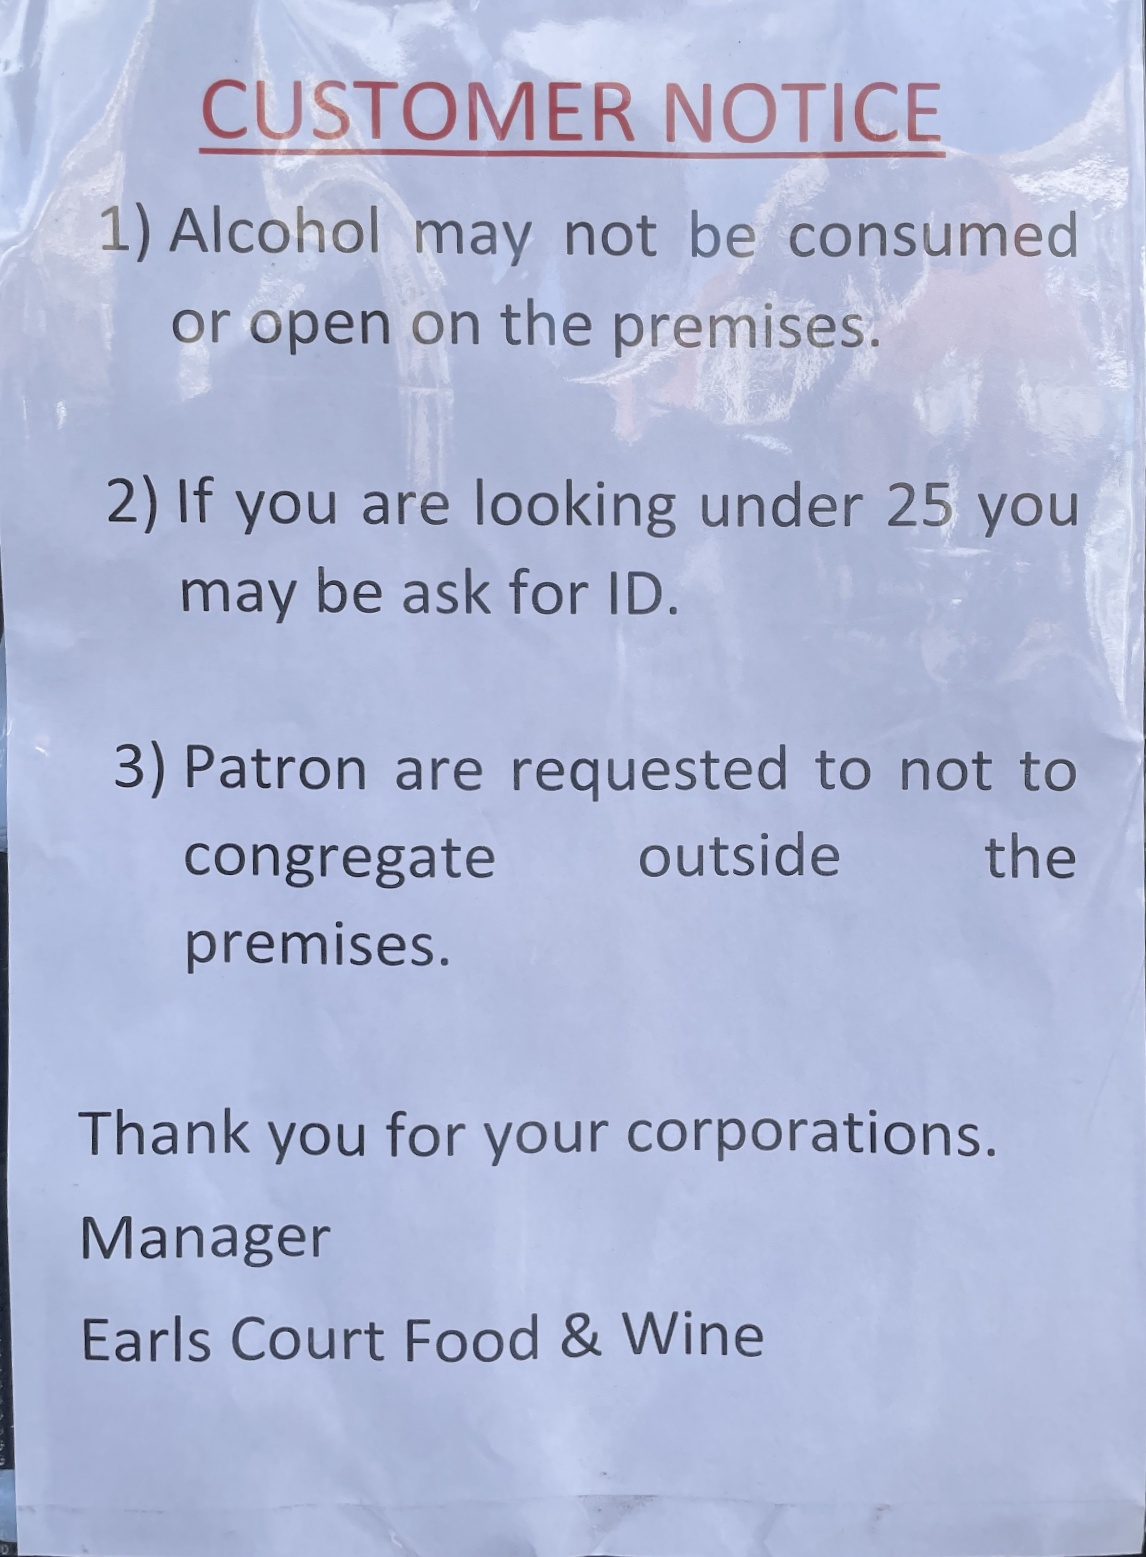 CUSTOMER NOTICE
1) Alcohol may not be consumed
or open on the premises.
2) If you are looking under 25 you
may be ask for ID.
3) Patron are requested to not to
congregate outside the
premises.
Thank you for your corporations.
Manager
Earls Court Food & Wine